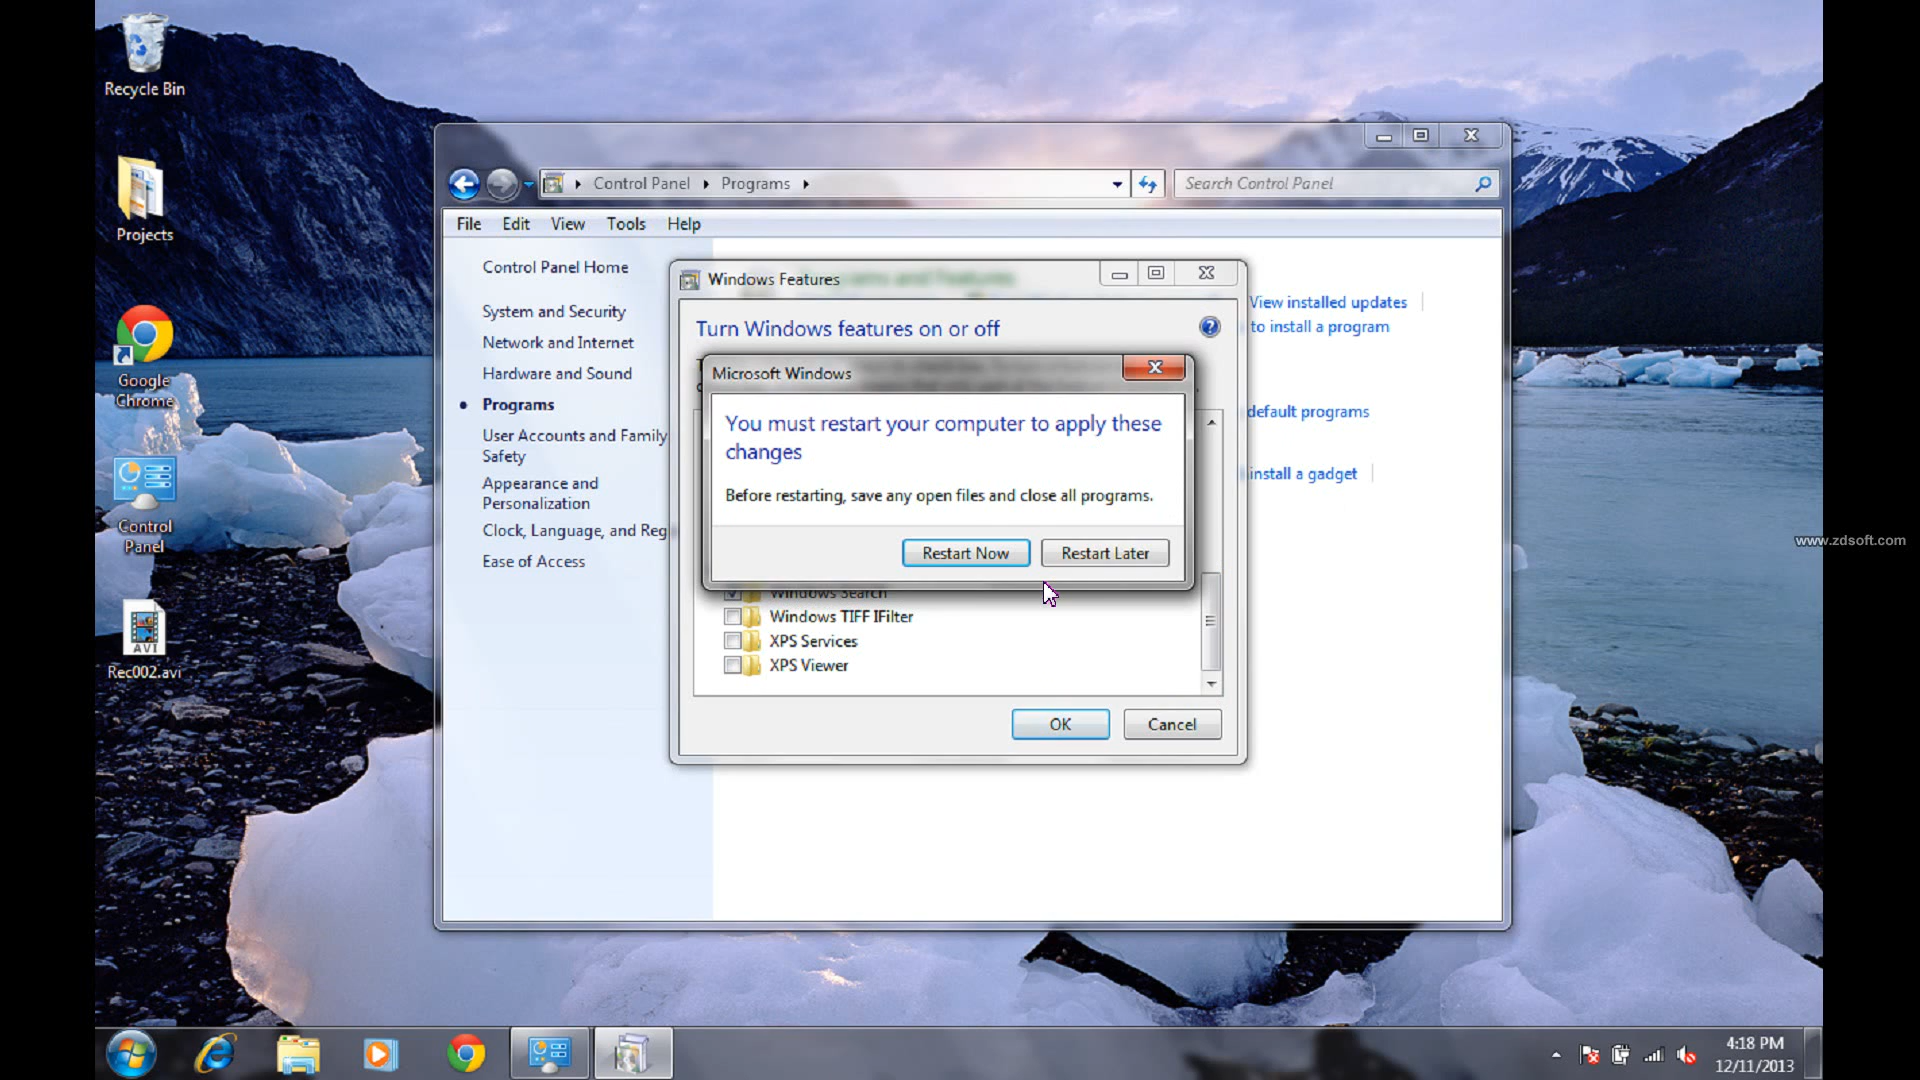 Recycle Bin
Projects
Google
Chrome
Control
Panel
AVI
Rec002.avi
Control Panel
Programs
Search Control Panel
File Edit View Tools Help
Control Panel Home
System and Security
Network and Internet
Hardware and Sound
Programs
User Accounts and Family
Safety
Appearance and
Personalization
Clock, Language, and Reg
Ease of Access
View installed updates
to install a program
default programs
install a gadget
Windows Features
Turn Windows features on or off
Microsoft Windows
You must restart your computer to apply these
changes
Before restarting, save any open files and close all programs.
Restart Now
Restart Later
Windows Search
Windows TIFF IFilter
XPS Services
XPS Viewer
OK
Cancel
www.zdsoft.com
4:18 PM
12/11/2013